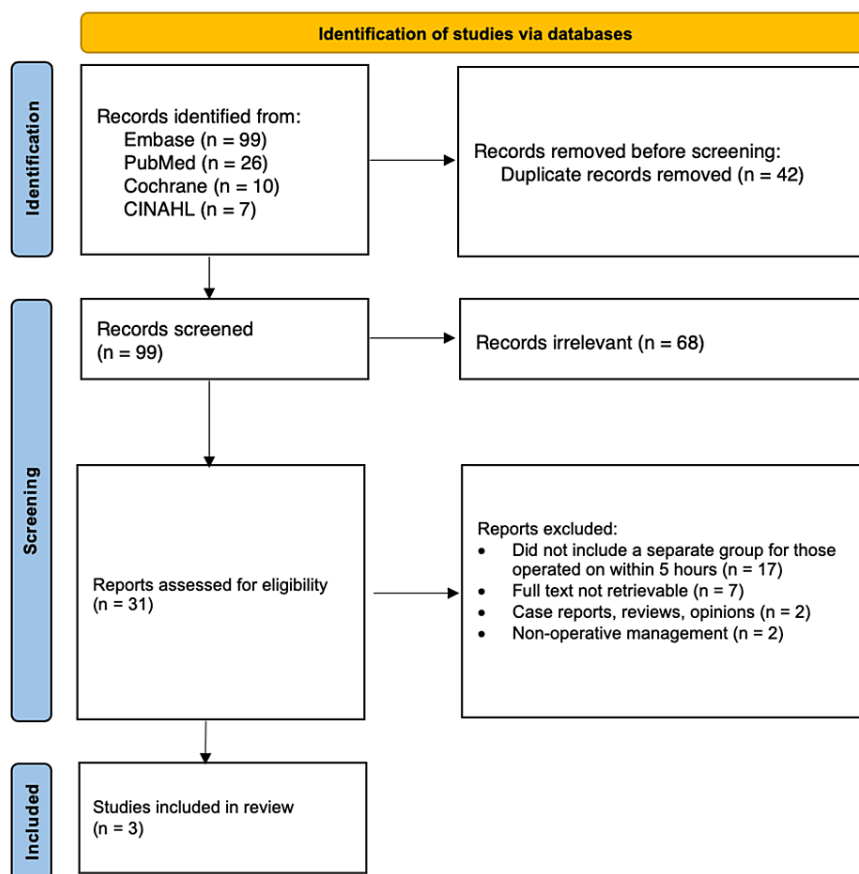 Identification of studies via databases
Identification
Records identified from:
Embase (n = 99)
PubMed (n = 26)
Cochrane (n = 10)
CINAHL (n = 7)
Records removed before screening:
Duplicate records removed (n = 42)
Screening
Records screened
(n = 99)
Records irrelevant (n = 68)
Reports assessed for eligibility
(n = 31)
Reports excluded:
• Did not include a separate group for those
operated on within 5 hours (n = 17)
• Full text not retrievable (n = 7)
• Case reports, reviews, opinions (n = 2)
• Non-operative management (n = 2)
Included
Studies included in review
(n = 3)